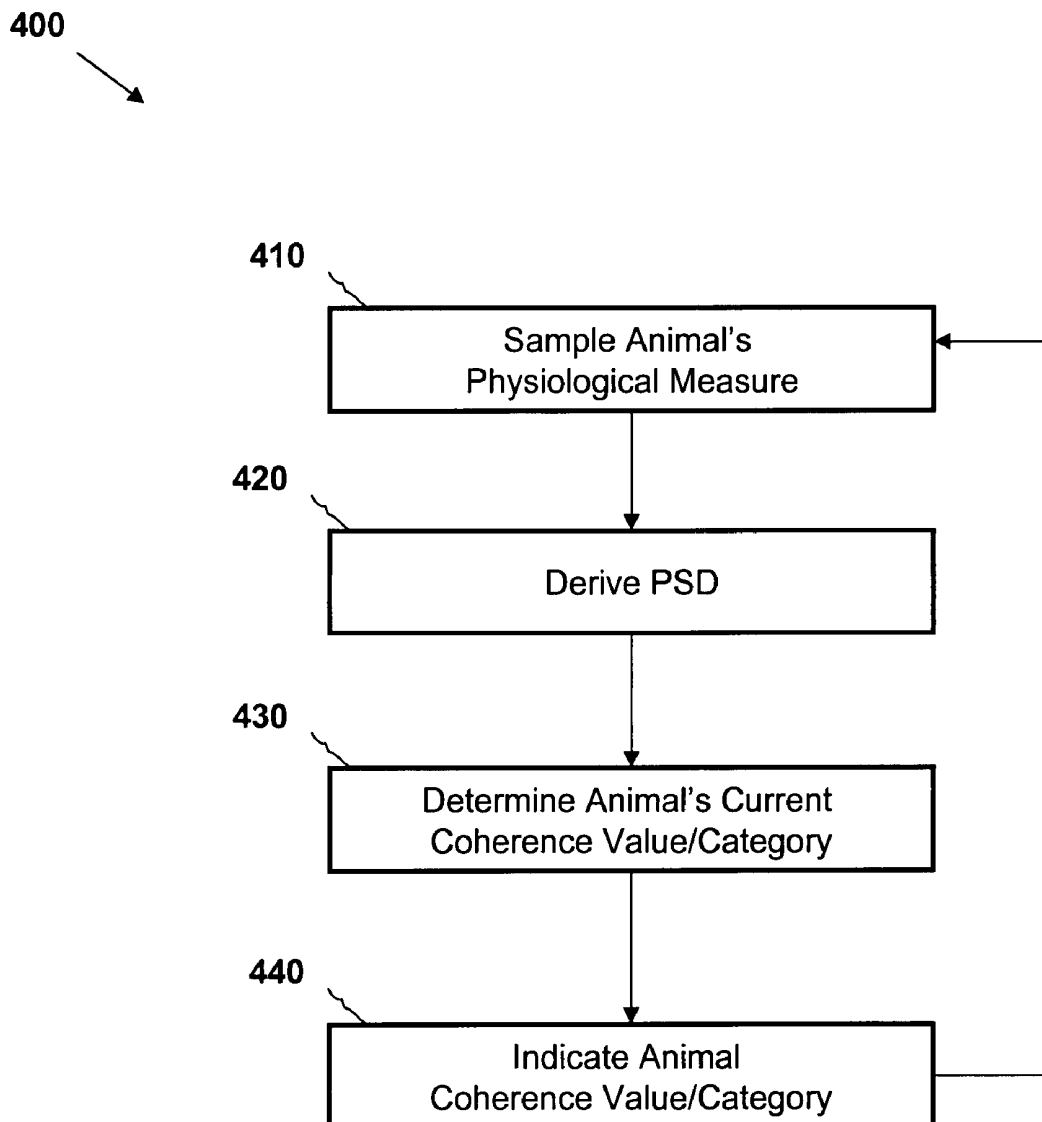 400
410
Sample Animal's
Physiological Measure
420
Derive PSD
430
Determine Animal's Current
Coherence Value/Category
440
Indicate Animal
Coherence Value/Category